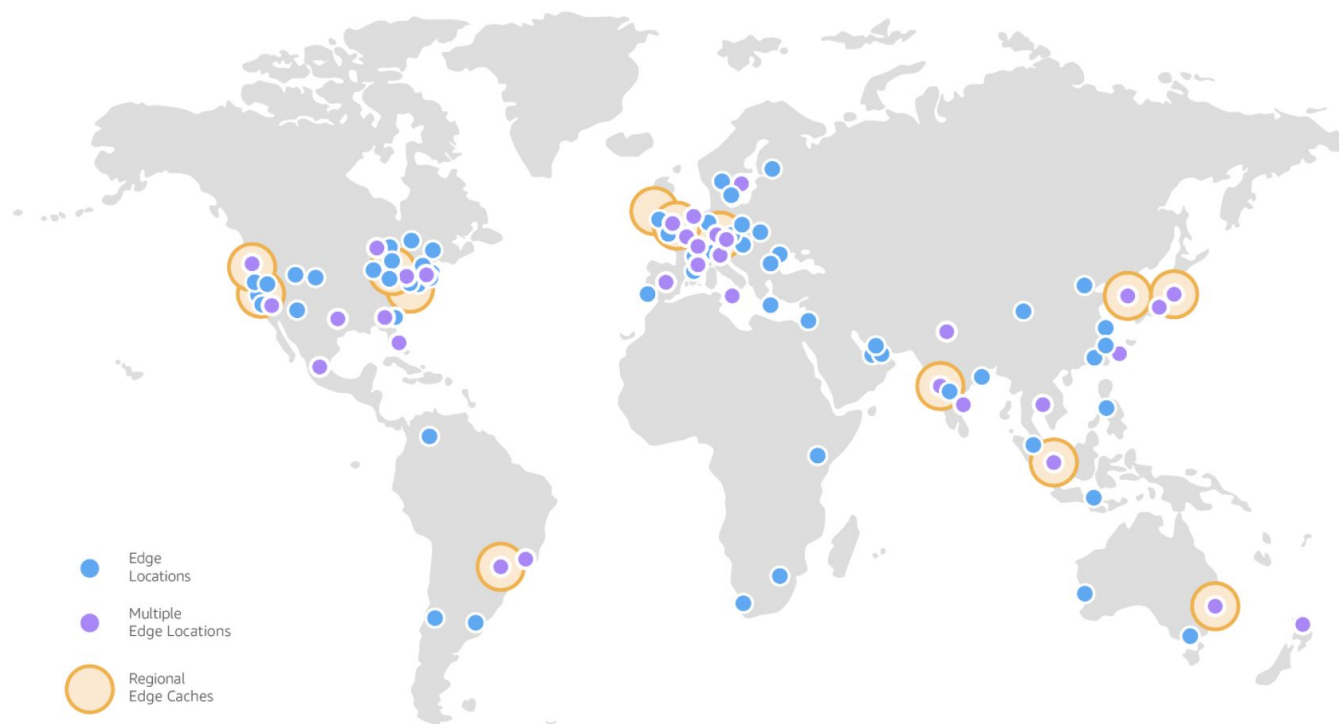 Edge
Locations
Multiple
Edge Locations
Regional
Edge Caches